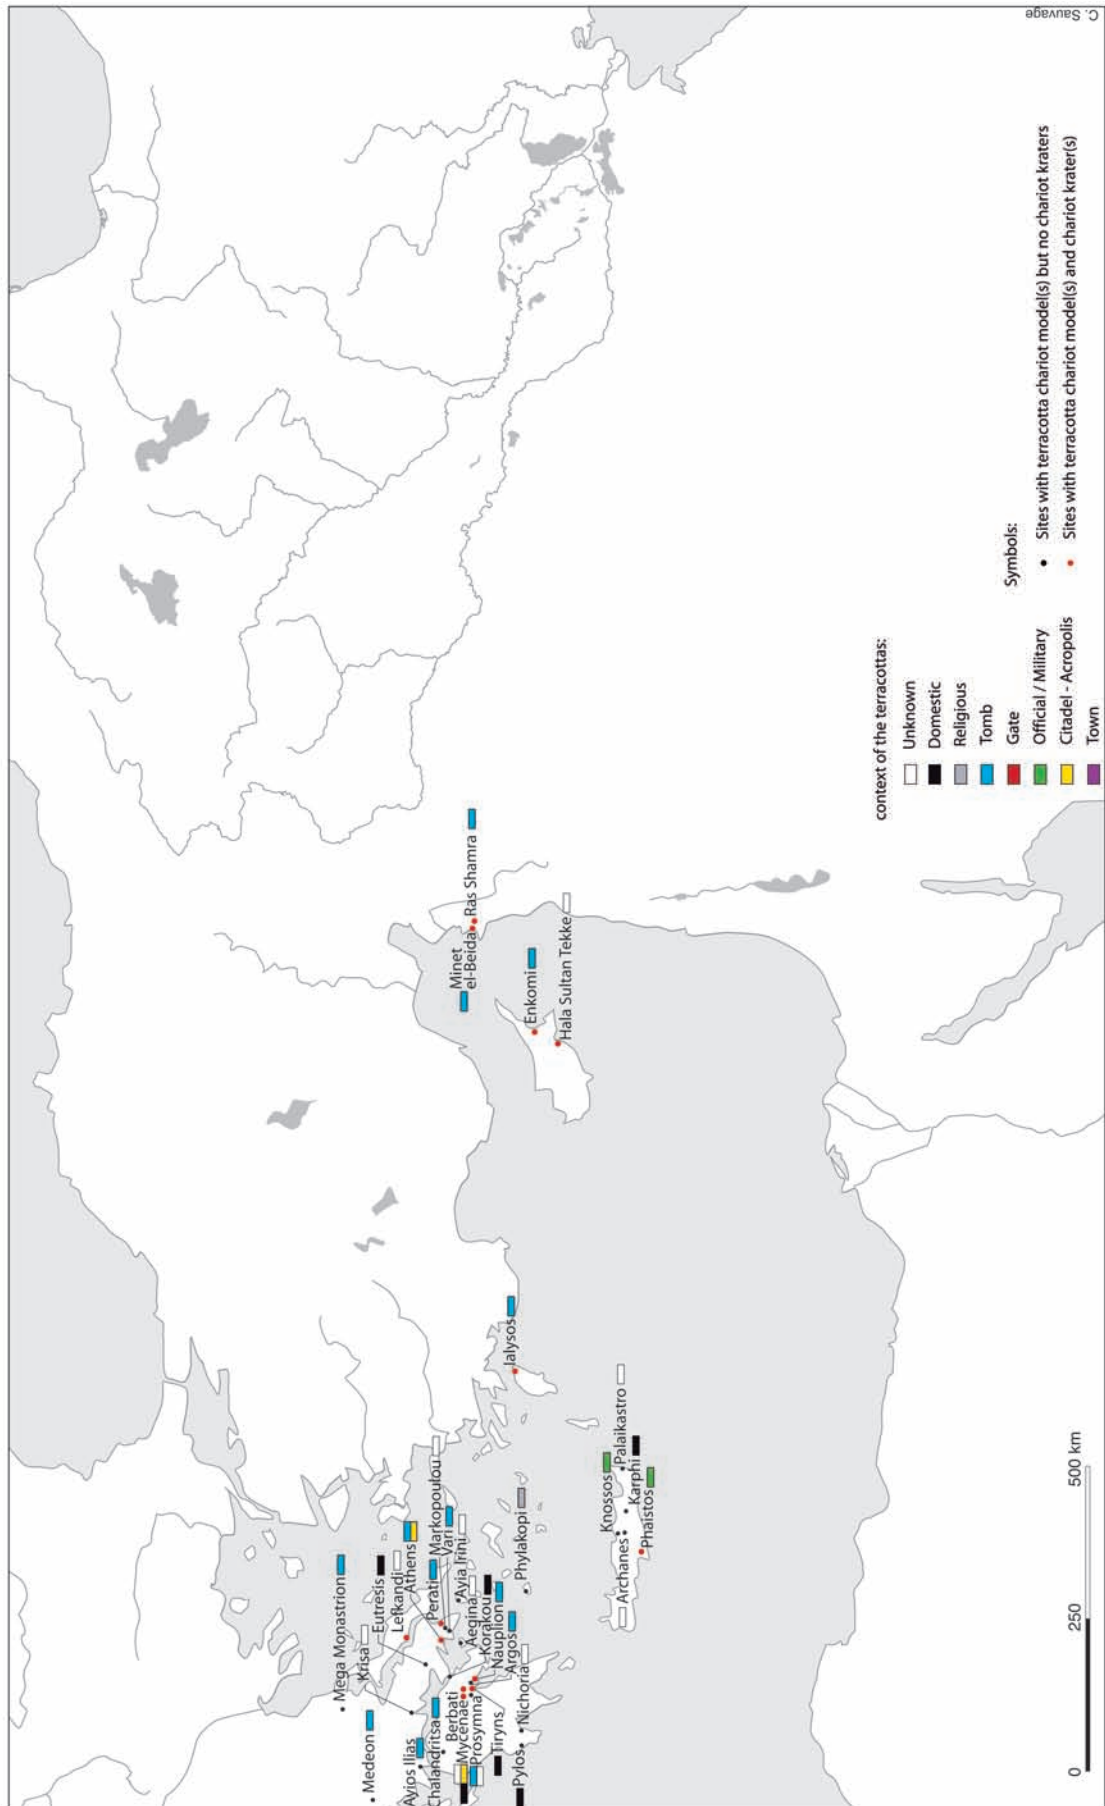 C. Sauvage
Medeon
Mega Monastrion
Krisa
Eutresis
Lefkandi
Athens
Ayios Ilias
Chalandritsa
Perati
Markopoulou
Vari
Ayia Irini
Berbati
Mycenae
Prosymna
Aegina
Korakou
Nauplion
Argos
Tiryns
Nichoria
Pylos
Phylakopi
Ialysos
Knossos
Archanes
Palaikastro
Karphi
Phaistos
Minet
el-Beida
Ras Shamra
Enkomi
Hala Sultan Tekke
context of the terracottas:
Unknown
Domestic
Religious
Tomb
Gate
Official / Military
Citadel - Acropolis
Town
Symbols:
Sites with terracotta chariot model(s) but no chariot kraters
Sites with terracotta chariot model(s) and chariot krater(s)
0
250
500 km